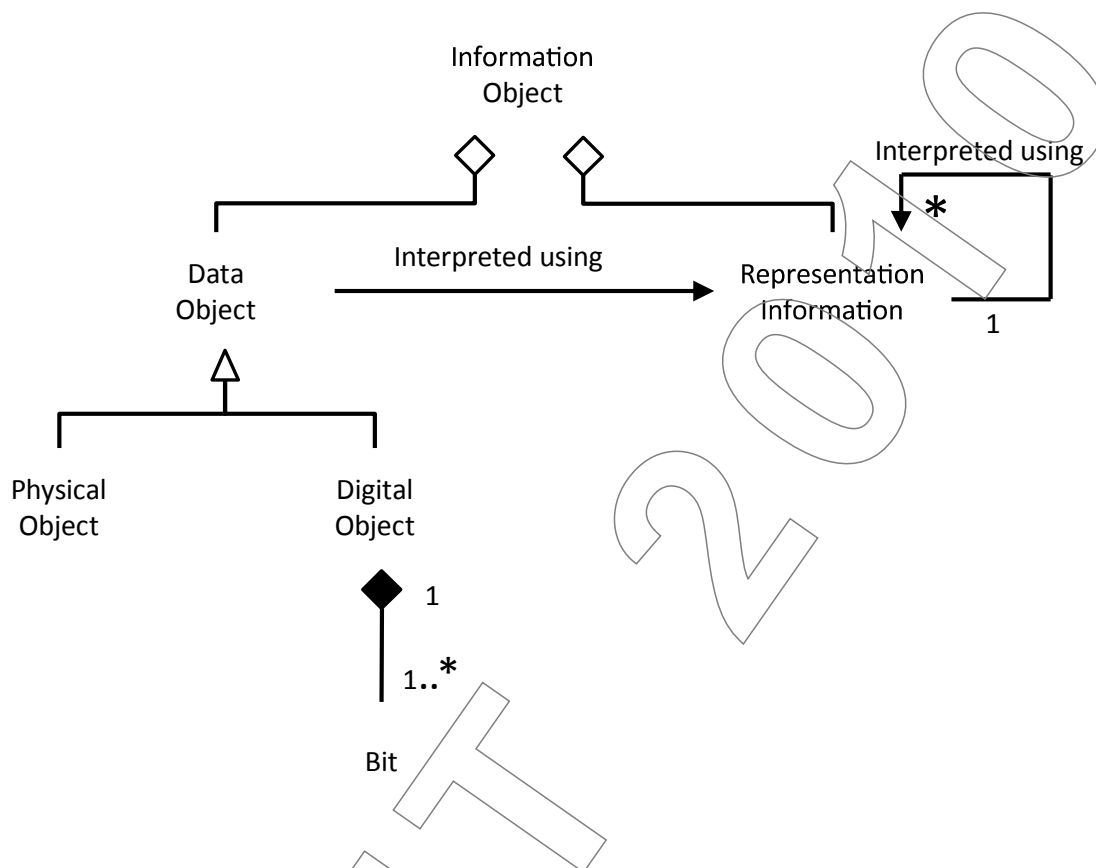 Information
Object
Interpreted using
*
Interpreted using
Data
Object
Representation
Information
1
Physical
Object
Digital
Object
1
1..*
Bit
T 2010